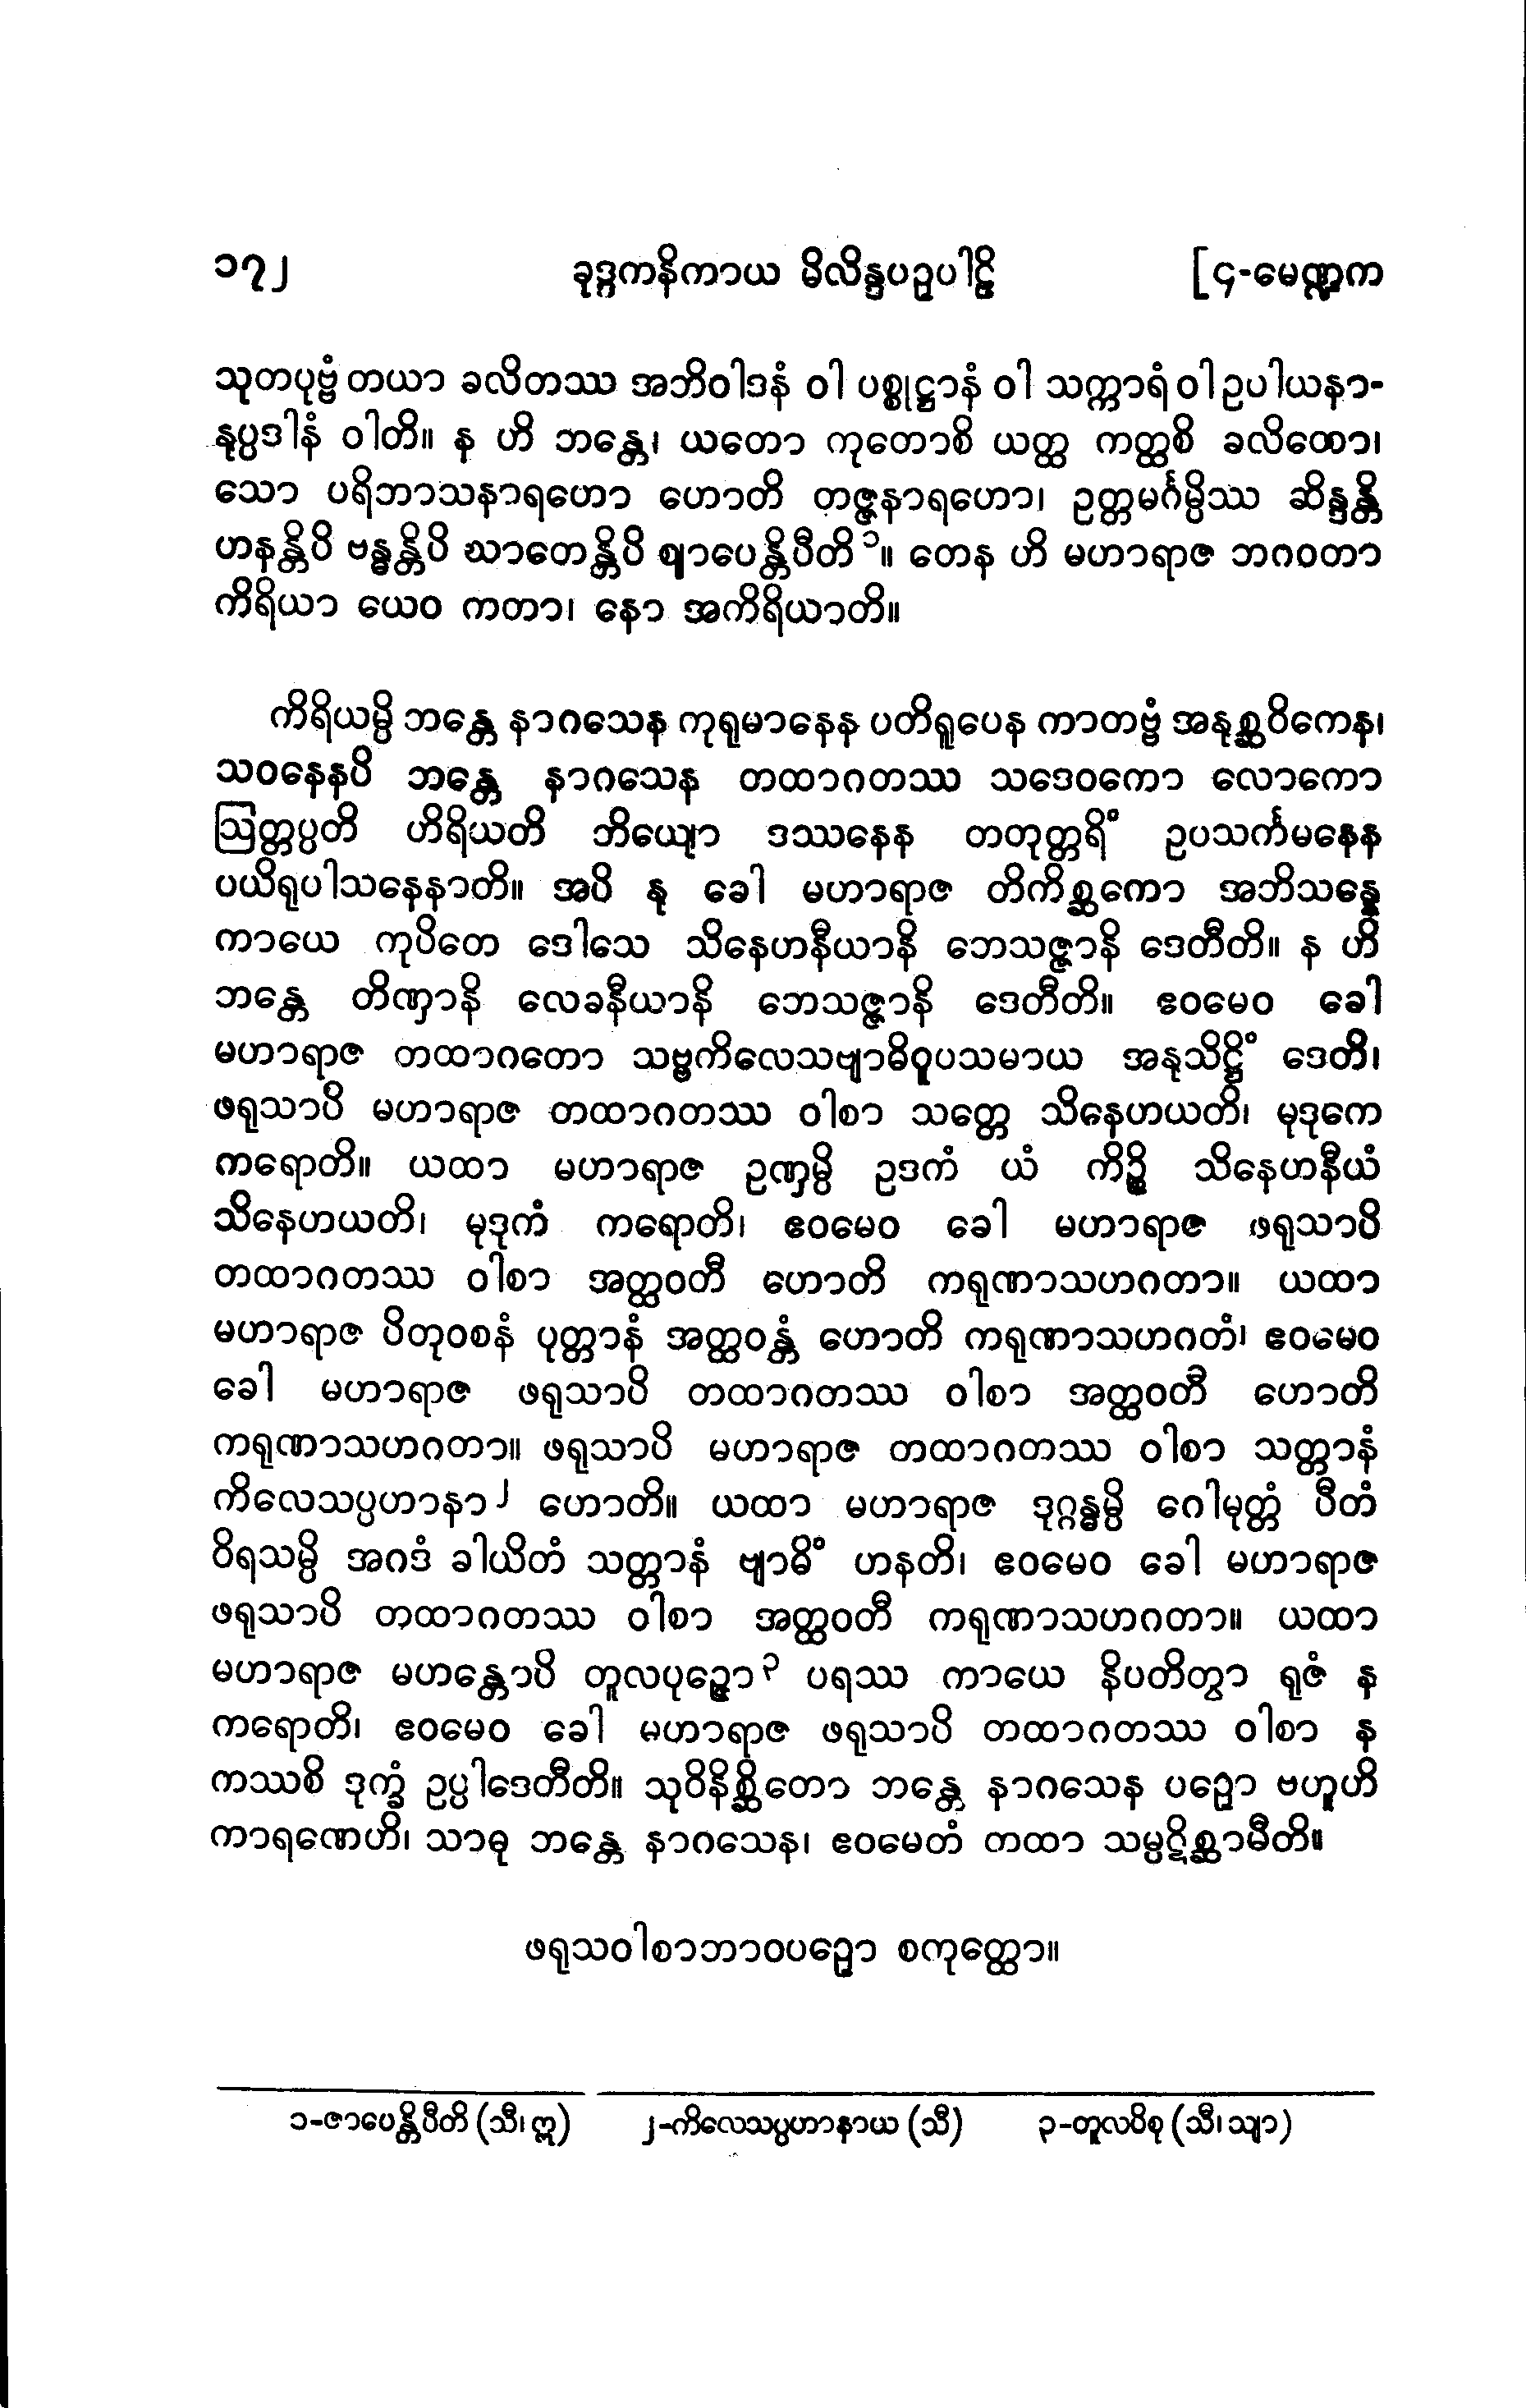 ၁၇၂ ခုဒ္ဒကနိကာယ မိလိန္ဒပဉှပါဠိ [၄-မေဏ္ဍက
သုတပုဗ္ဗံ တယာ ခလိတဿ အဘိဝါဒနံ ဝါ ပစ္စုဋ္ဌာနံ ဝါ သက္ကာရံ ဝါ ဥပါယနာ-
နုပ္ပဒါနံ ဝါတိ။ န ဟိ ဘန္တေ၊ ယတော ကုတောစိ ယတ္ထ ကတ္ထစိ ခလိတော၊
သော ပရိဘာသနာရဟော ဟောတိ တဇ္ဇနာရဟော၊ ဥတ္တမင်္ဂမ္ပိဿ ဆိန္ဒန္တိ
ဟနန္တိပိ ဗန္ဓန္တိပိ ဃာတေန္တိပိ ဈာပေန္တိပီတိ ၁။ တေန ဟိ မဟာရာဇ ဘဂဝတာ
ကိရိယာ ယေဝ ကတာ၊ နော အကိရိယာတိ။
ကိရိယမ္ပိ ဘန္တေ နာဂသေန ကုရုမာနေန ပတိရူပေန ကာတဗ္ဗံ အနုစ္ဆဝိကေန၊
သဝနေနပိ ဘန္တေ နာဂသေန တထာဂတဿ သဒေဝကော လောကော
ဩတ္တပ္ပတိ ဟိရိယတိ ဘိယျော ဒဿနေန တတုတ္တရိံ ဥပသင်္ကမနေန
ပယိရုပါသနေနာတိ။ အပိ နု ခေါ မဟာရာဇ တိကိစ္ဆကော အဘိသန္နေ
ကာယေ ကုပိတေ ဒေါသေ သိနေဟနီယာနိ ဘေသဇ္ဇာနိ ဒေတီတိ။ န ဟိ
ဘန္တေ တိဏှာနိ လေခနီယာနိ ဘေသဇ္ဇာနိ ဒေတီတိ။ ဧဝမေဝ ခေါ
မဟာရာဇ တထာဂတော သဗ္ဗကိလေသဗျာဓိဝူပသမာယ အနုသိဋ္ဌိံ ဒေတိ၊
ဖရုသာပိ မဟာရာဇ တထာဂတဿ ဝါစာ သတ္တေ သိနေဟယတိ၊ မုဒုကေ
ကရောတိ။ ယထာ မဟာရာဇ ဥဏှမ္ပိ ဥဒကံ ယံ ကိဉ္စိ သိနေဟနီယံ
သိနေဟယတိ၊ မုဒုကံ ကရောတိ၊ ဧဝမေဝ ခေါ မဟာရာဇ ဖရုသာပိ
တထာဂတဿ ဝါစာ အတ္ထဝတီ ဟောတိ ကရုဏာသဟဂတာ။ ယထာ
မဟာရာဇ ပိတုဝစနံ ပုတ္တာနံ အတ္ထဝန္တံ ဟောတိ ကရုဏာသဟဂတံ၊ ဧဝမေဝ
ခေါ မဟာရာဇ ဖရုသာပိ တထာဂတဿ ဝါစာ အတ္ထဝတီ ဟောတိ
ကရုဏာသဟဂတာ။ ဖရုသာပိ မဟာရာဇ တထာဂတဿ ဝါစာ သတ္တာနံ
ကိလေသပ္ပဟာနာ ၂ ဟောတိ။ ယထာ မဟာရာဇ ဒုဂ္ဂန္ဓမ္ပိ ဂေါမုတ္တံ ပီတံ
ဝိရသမ္ပိ အဂဒံ ခါယိတံ သတ္တာနံ ဗျာဓိံ ဟနတိ၊ ဧဝမေဝ ခေါ မဟာရာဇ
ဖရုသာပိ တထာဂတဿ ဝါစာ အတ္ထဝတီ ကရုဏာသဟဂတာ။ ယထာ
မဟာရာဇ မဟန္တောပိ တူလပုဉ္ဇော ၃ ပရဿ ကာယေ နိပတိတွာ ရုဇံ န
ကရောတိ၊ ဧဝမေဝ ခေါ မဟာရာဇ ဖရုသာပိ တထာဂတဿ ဝါစာ န
ကဿစိ ဒုက္ခံ ဥပ္ပါဒေတီတိ။ သုဝိနိစ္ဆိတော ဘန္တေ နာဂသေန ပဉှော ဗဟူဟိ
ကာရဏေဟိ၊ သာဓု ဘန္တေ နာဂသေန၊ ဧဝမေတံ တထာ သမ္ပဋိစ္ဆာမီတိ။
ဖရုသဝါစာဘာဝပဉှော စတုတ္ထော။
၁-ဇာပေန္တိပီတိ (သီ၊ ဣ) ၂-ကိလေသပ္ပဟာနာယ (သီ) ၃-တူလပိစု (သီ၊ သျာ)